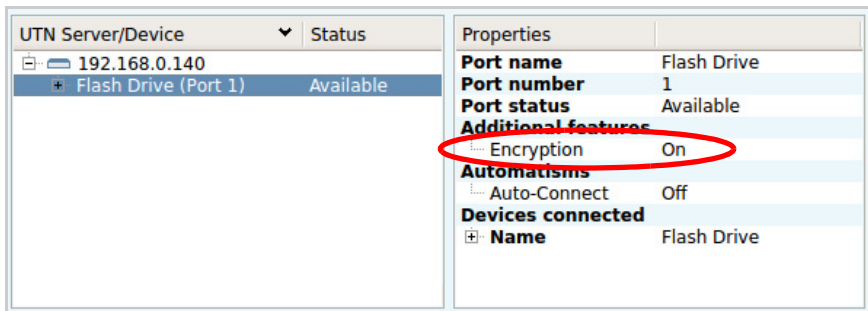 UTN Server/Device Status
192.168.0.140
Flash Drive (Port 1) Available
Properties
Port name Flash Drive
Port number 1
Port status Available
Additional features
Encryption On
Automatisms
Auto-Connect Off
Devices connected
Name Flash Drive